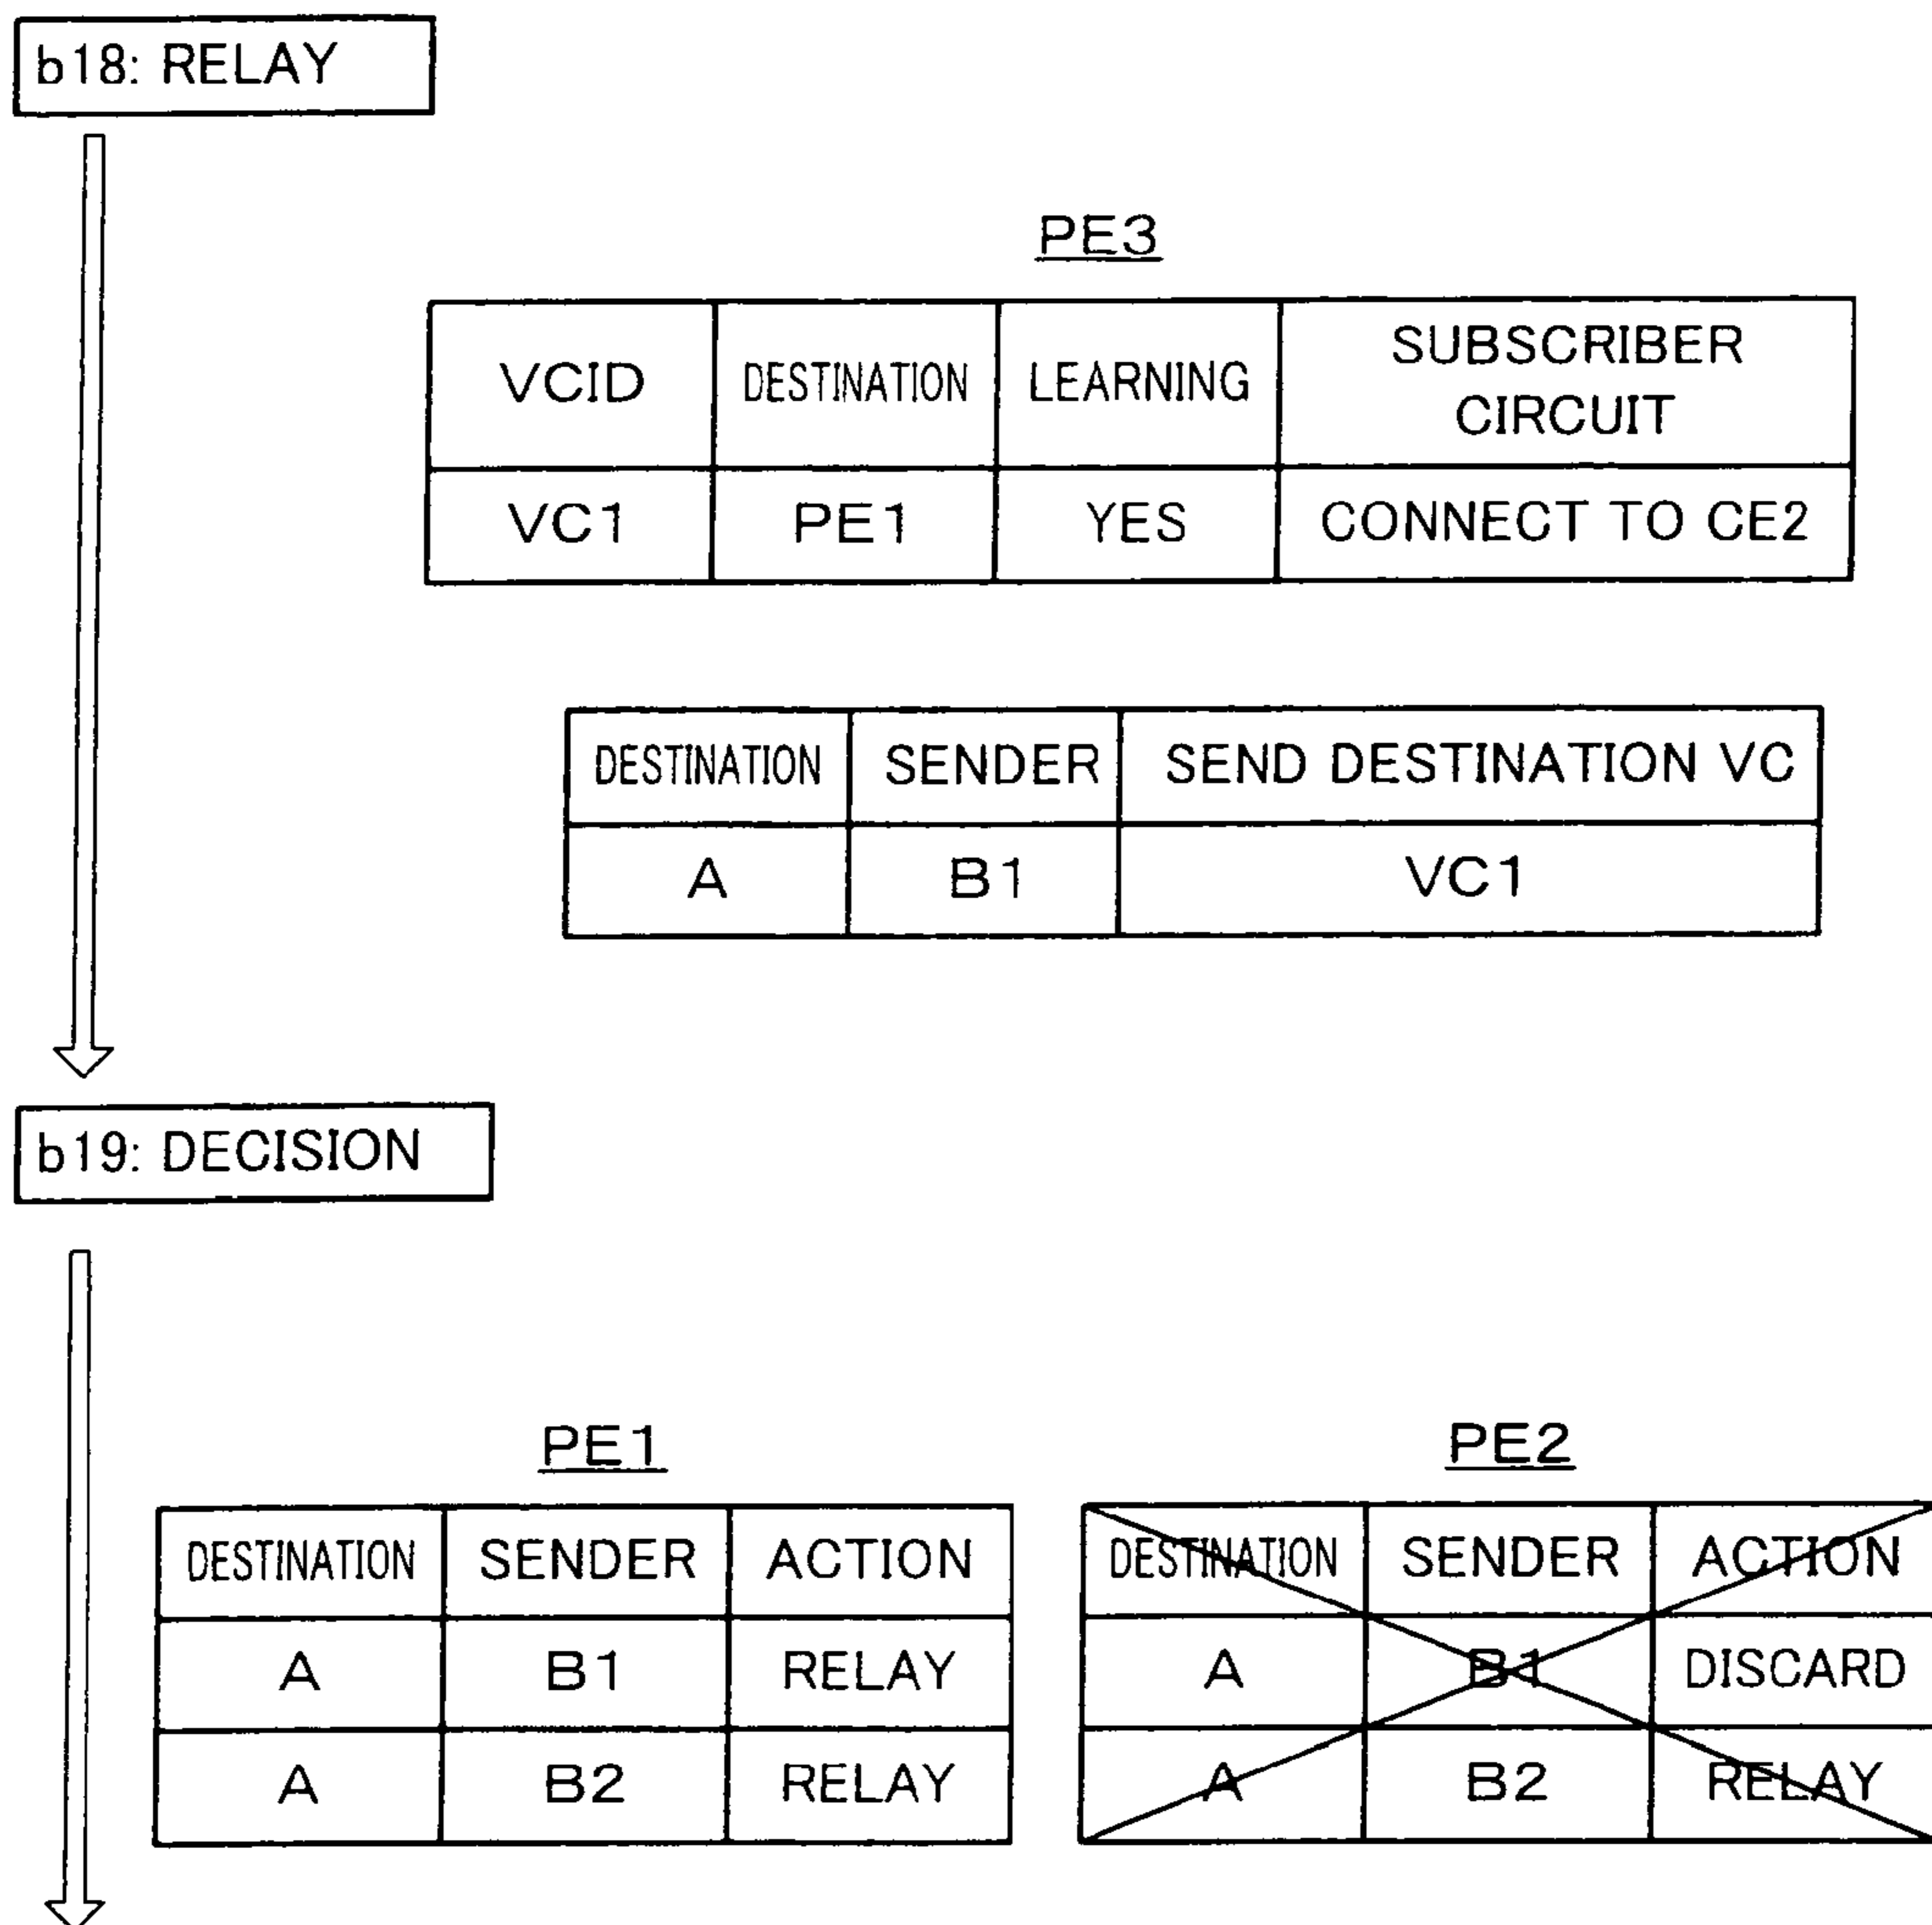 b18: RELAY
PE3
VCID DESTINATION LEARNING SUBSCRIBER CIRCUIT
VC1 PE1 YES CONNECT TO CE2
DESTINATION SENDER SEND DESTINATION VC
A B1 VC1
b19: DECISION
PE1
DESTINATION SENDER ACTION
A B1 RELAY
A B2 RELAY
PE2
DESTINATION SENDER ACTION
A B1 DISCARD
A B2 RELAY